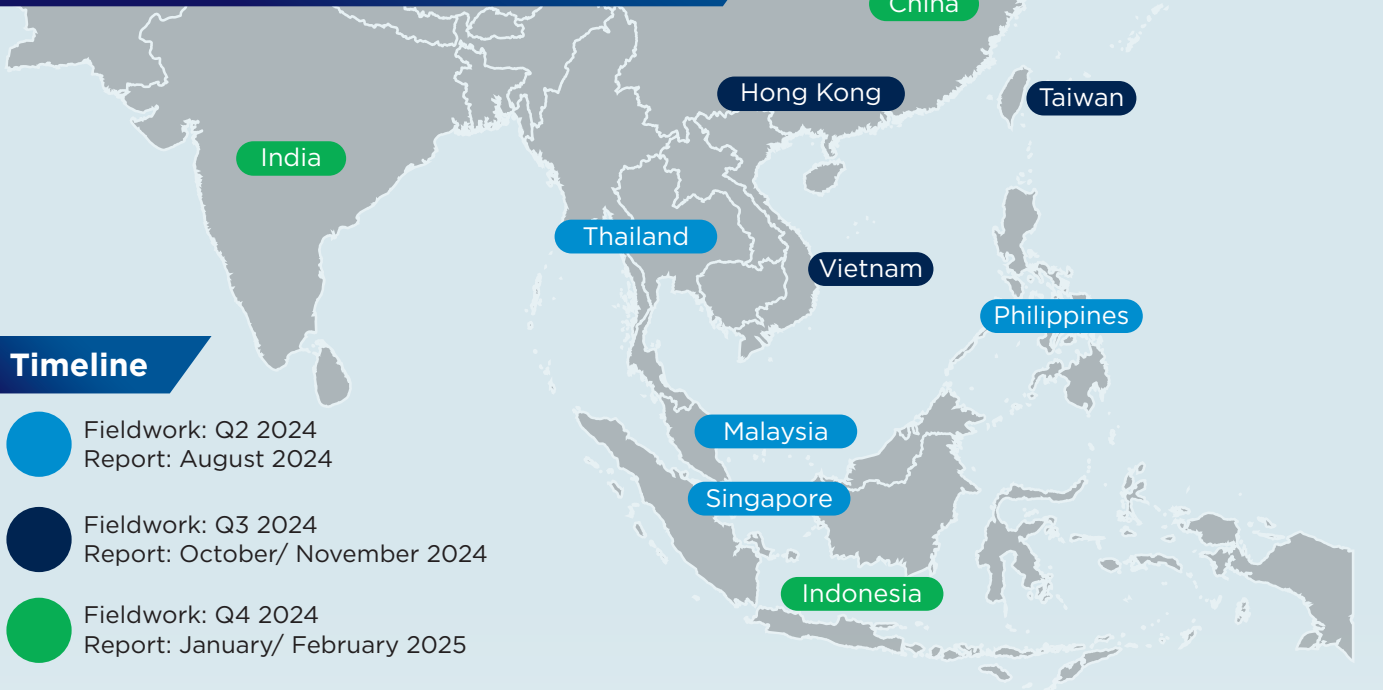 China
Hong Kong
Taiwan
India
Thailand
Vietnam
Philippines
Timeline
Fieldwork: Q2 2024
Report: August 2024
Malaysia
Singapore
Fieldwork: Q3 2024
Report: October/ November 2024
Indonesia
Fieldwork: Q4 2024
Report: January/ February 2025